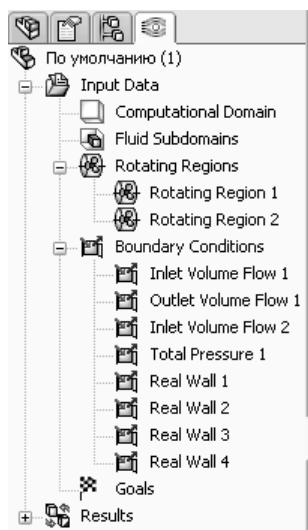 По умолчанию (1)
Input Data
Computational Domain
Fluid Subdomains
Rotating Regions
Rotating Region 1
Rotating Region 2
Boundary Conditions
Inlet Volume Flow 1
Outlet Volume Flow 1
Inlet Volume Flow 2
Total Pressure 1
Real Wall 1
Real Wall 2
Real Wall 3
Real Wall 4
Goals
Results